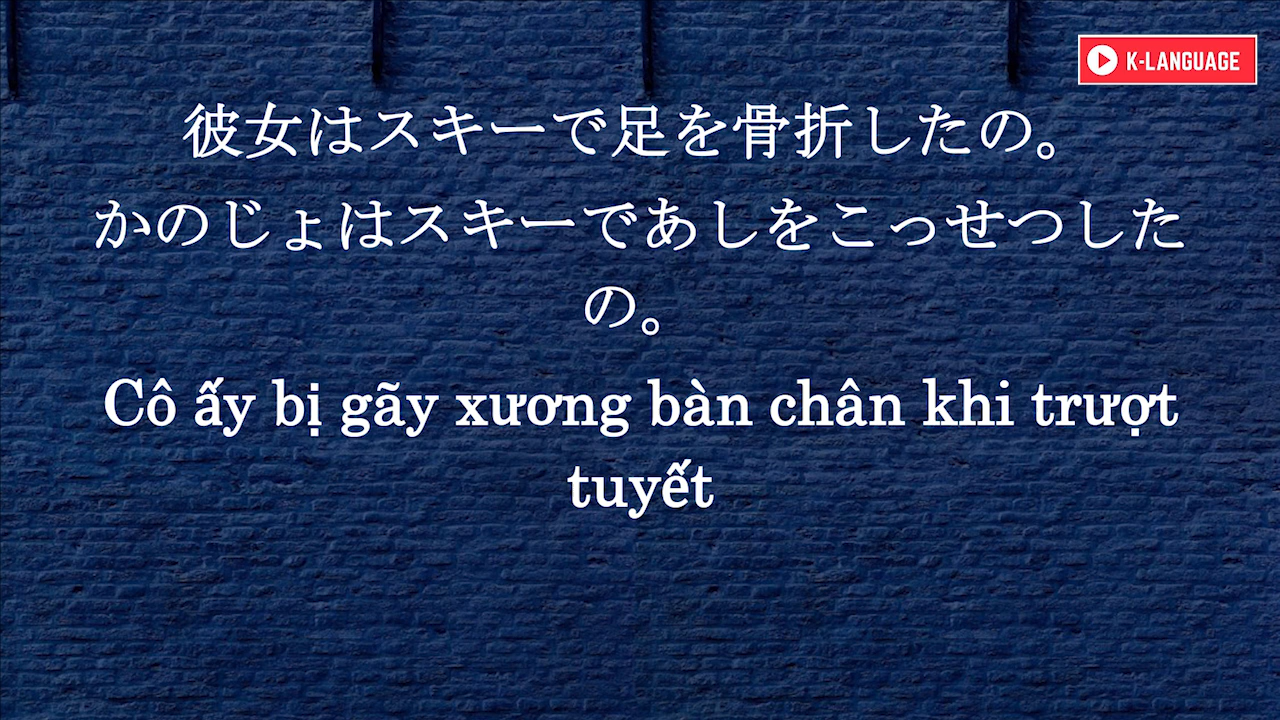 K-LANGUAGE
彼女はスキーで足を骨折したの。
かのじょはスキーであしをこっせつした
の。
Cô ấy bị gãy xương bàn chân khi trượt
tuyết